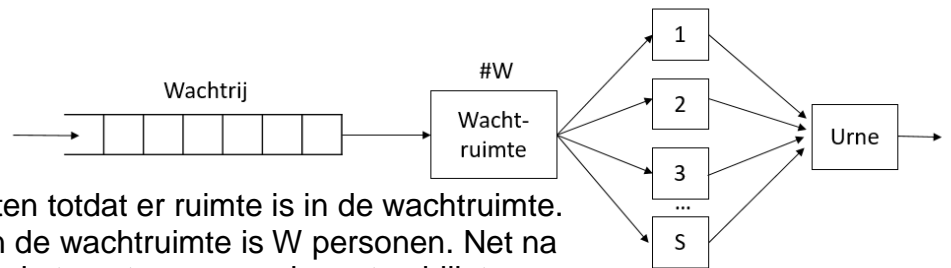 1
#W
Wachtrij
2
Wacht-
ruimte
Urne
3
...
S
ten totdat er ruimte is in de wachtruimte.
n de wachtruimte is W personen. Net na